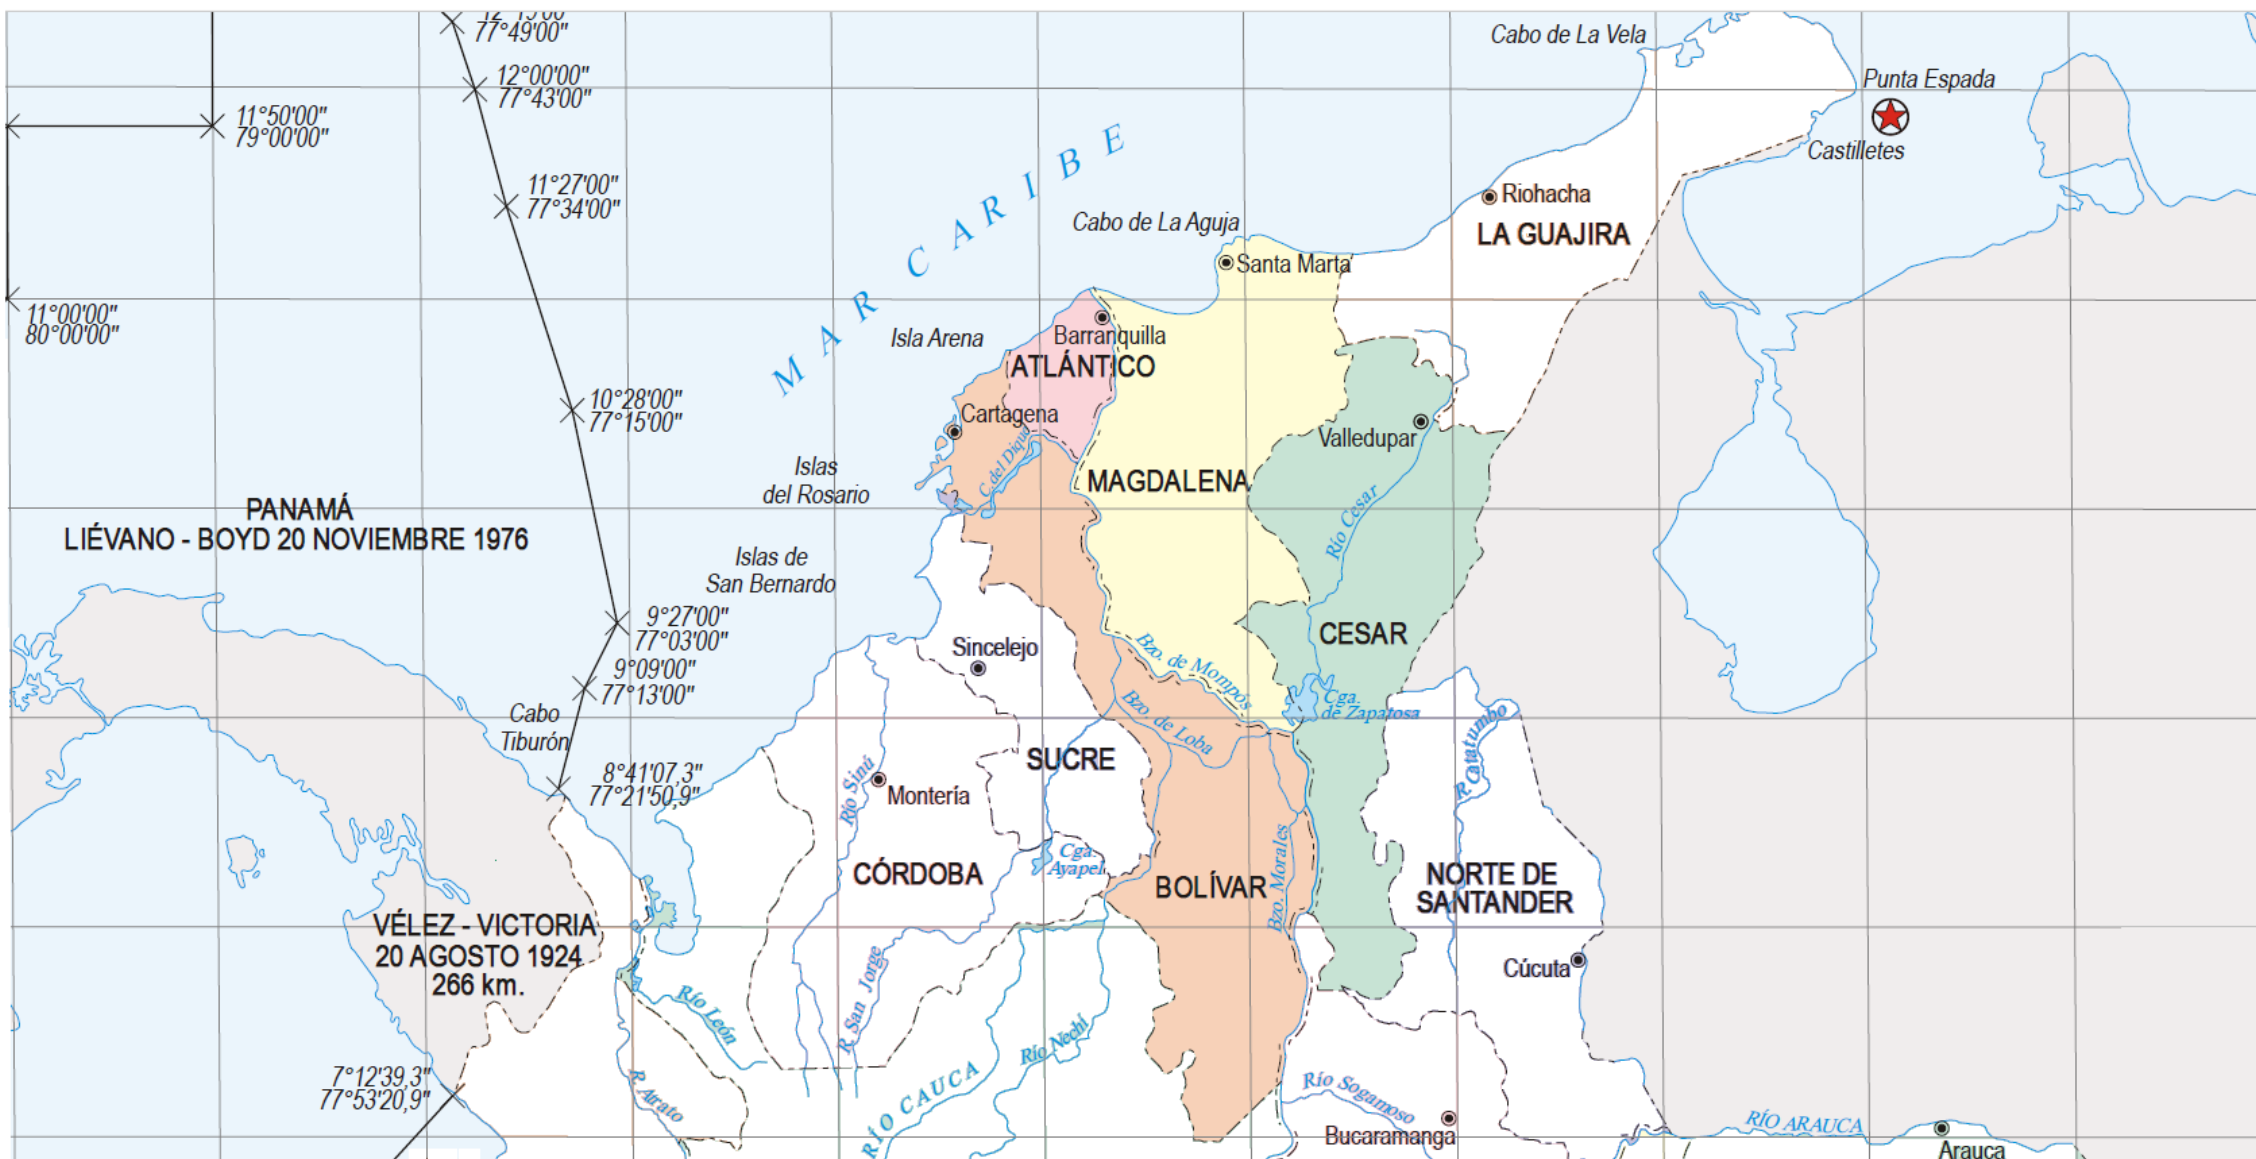 77°49'00"
12°00'00"
77°43'00"
11°50'00"
79°00'00"
11°27'00"
77°34'00"
11°00'00"
80°00'00"
10°28'00"
77°15'00"
9°27'00"
77°03'00"
9°09'00"
77°13'00"
8°41'07,3"
77°21'50,9"
7°12'39,3"
77°53'20,9"
PANAMÁ
LIÉVANO - BOYD 20 NOVIEMBRE 1976
VÉLEZ - VICTORIA
20 AGOSTO 1924
266 km.
MAR CARIBE
Cabo de La Vela
Punta Espada
Castilletes
Riohacha
LA GUAJIRA
Cabo de La Aguja
Santa Marta
Isla Arena
Barranquilla
ATLÁNTICO
Cartagena
C. del Dique
Islas
del Rosario
Islas de
San Bernardo
MAGDALENA
Valledupar
Río Cesar
CESAR
Sincelejo
Bzo. de Mompós
Cga.
de Zapatosa
Bzo. de Loba
SUCRE
Cabo
Tiburón
Río Sinú
Montería
CÓRDOBA
Cga.
Ayapel
BOLÍVAR
Bzo. Morales
R. Catatumbo
NORTE DE
SANTANDER
Cúcuta
R. San Jorge
Río León
R. Atrato
RÍO CAUCA
Río Nechí
Río Sogamoso
Bucaramanga
RÍO ARAUCA
Arauca